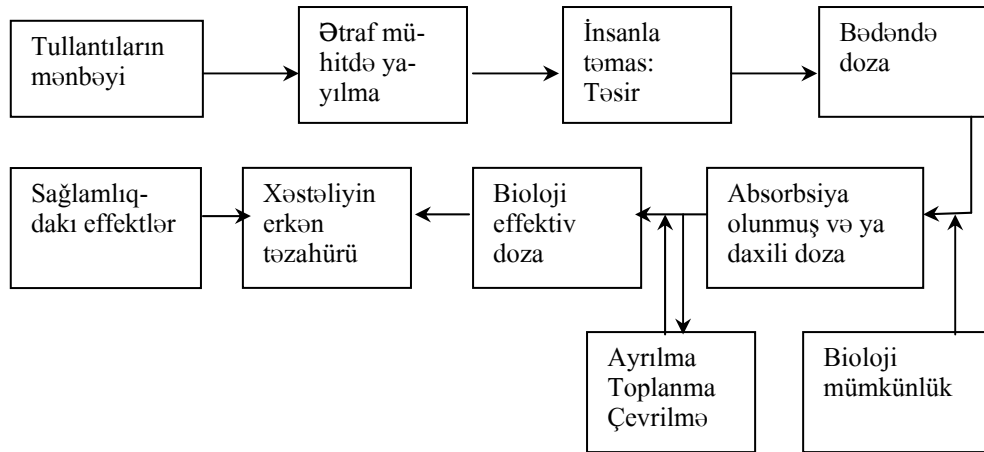 Tullantıların
mənbəyi
Ətraf mü-
hitdə ya-
yılma
İnsanla
təmas:
Təsir
Bədəndə
doza
Sağlamlıq-
dakı effektlər
Xəstəliyin
erkən
təzahürü
Bioloji
effektiv
doza
Absorbsiya
olunmuş və ya
daxili doza
Ayrılma
Toplanma
Çevrilmə
Bioloji
mümkünlük